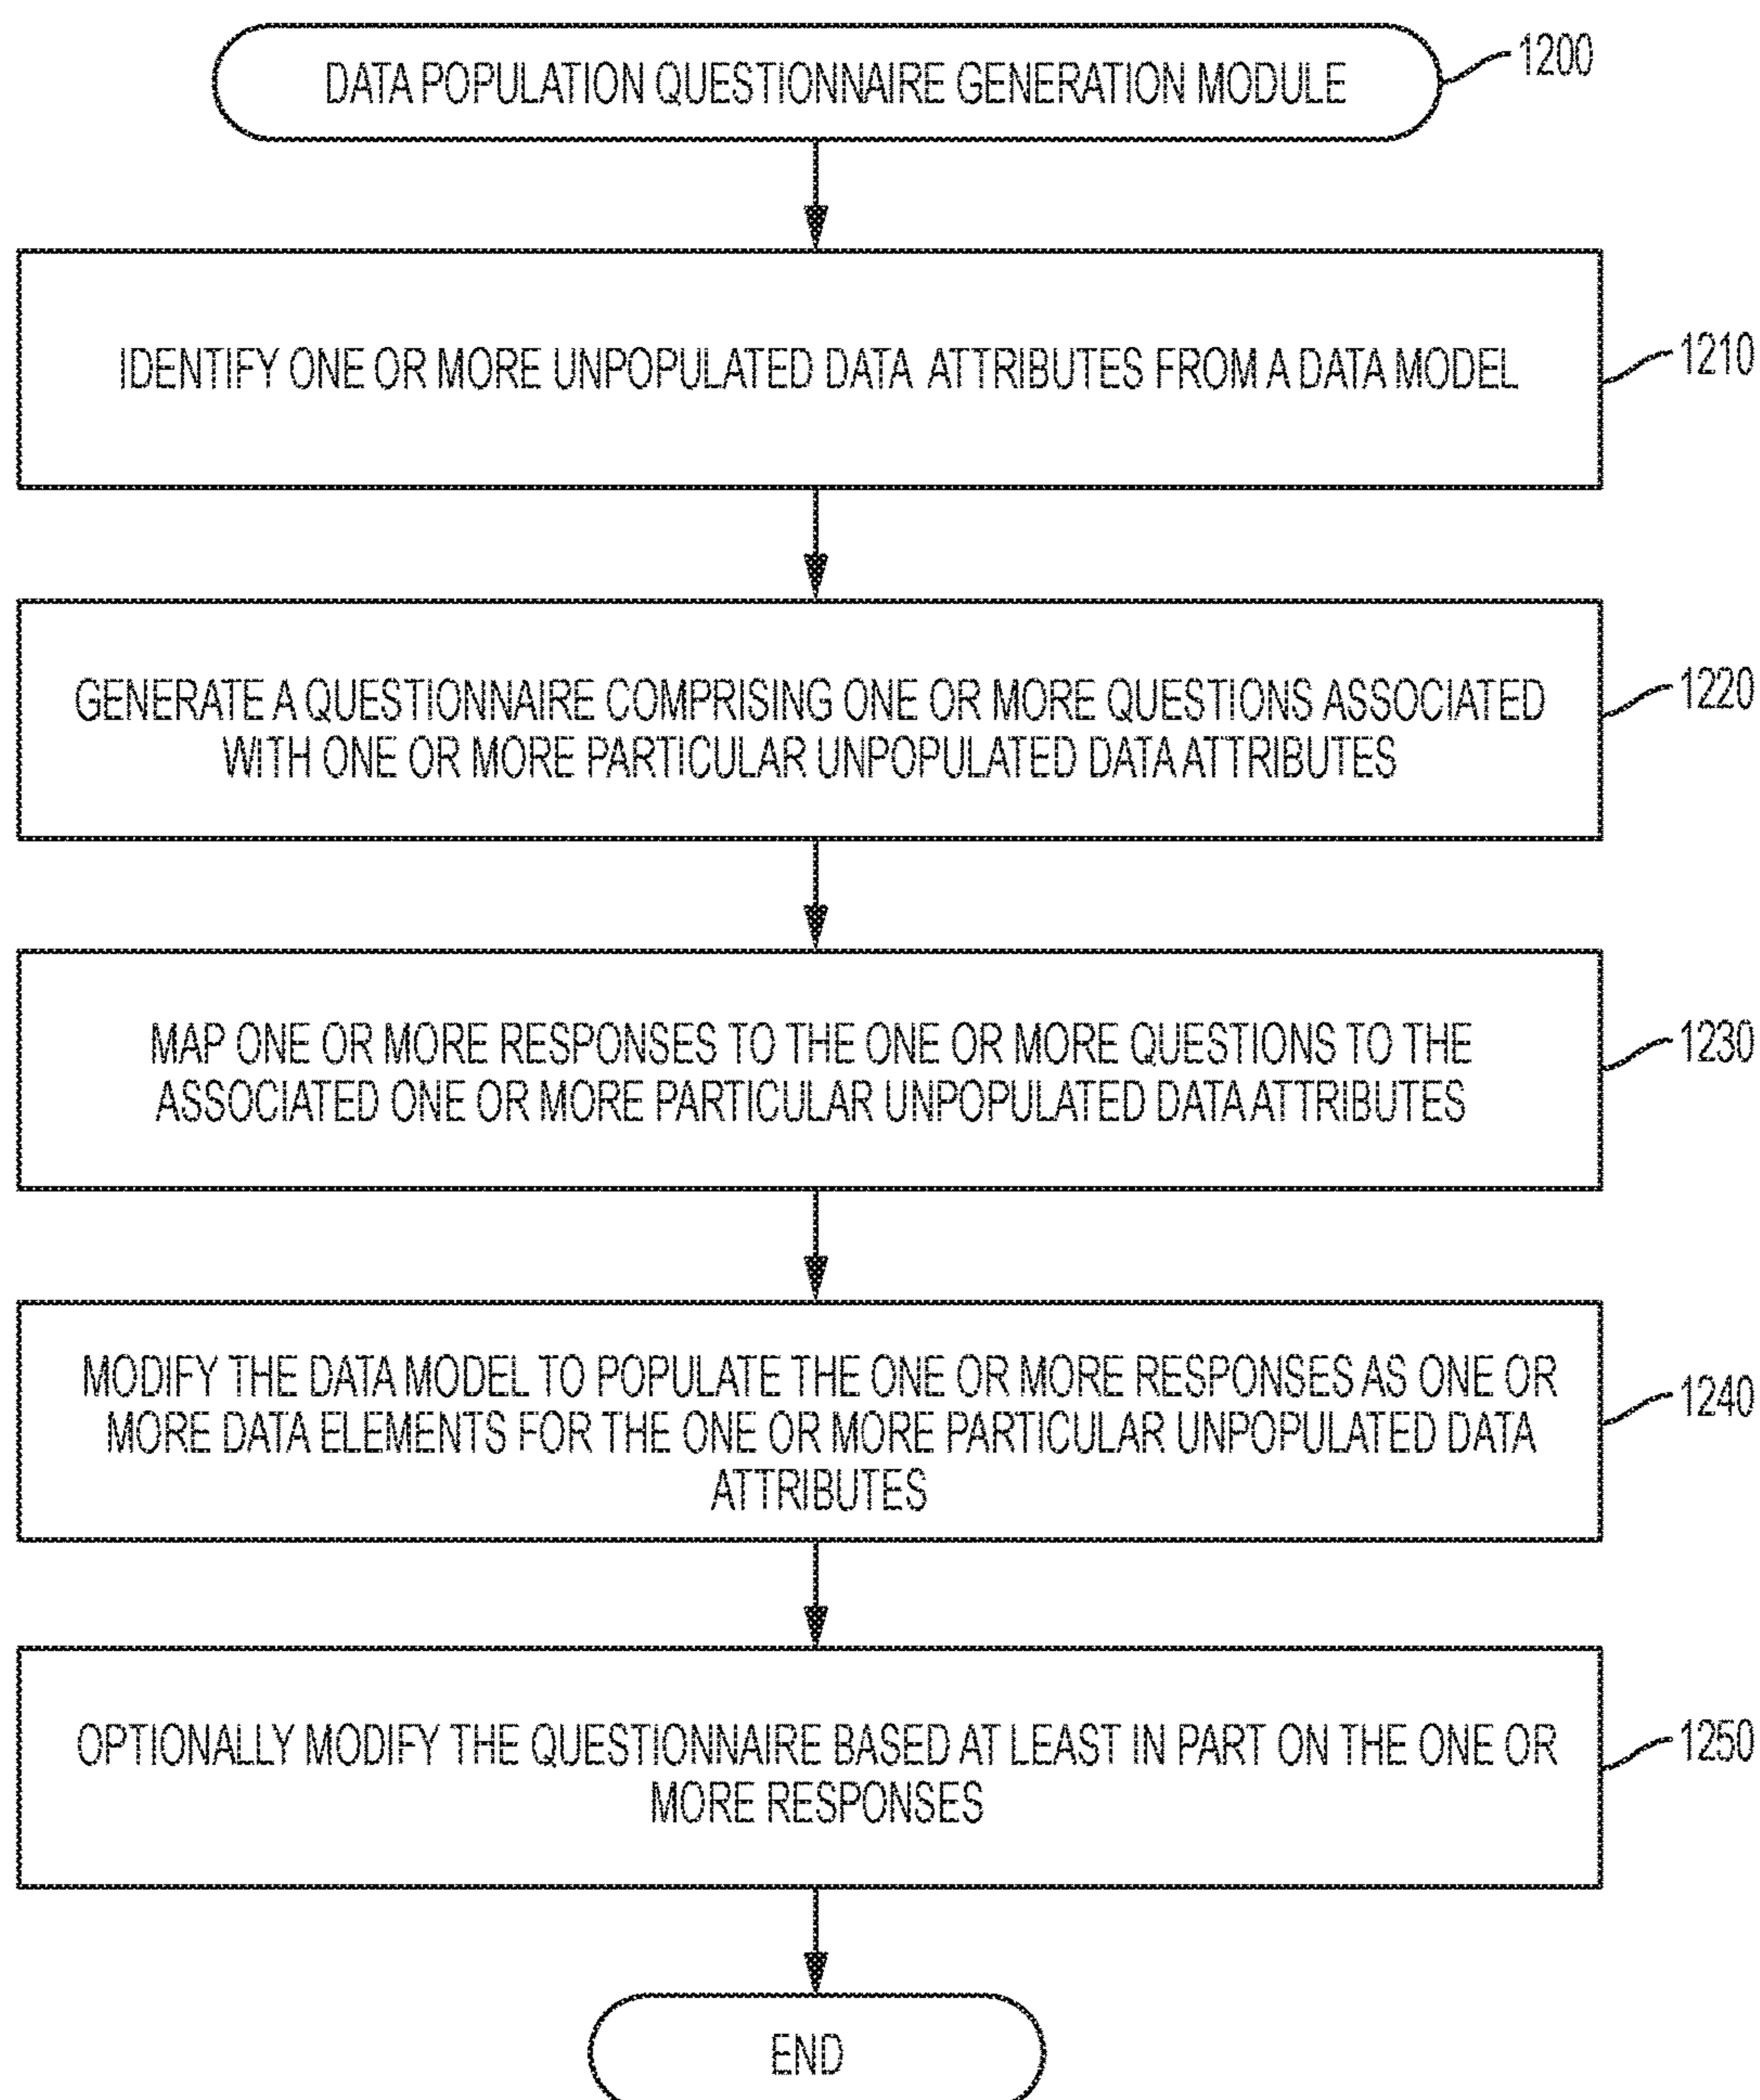 DATA POPULATION QUESTIONNAIRE GENERATION MODULE
1200
IDENTIFY ONE OR MORE UNPOPULATED DATA ATTRIBUTES FROM A DATA MODEL
1210
GENERATE A QUESTIONNAIRE COMPRISING ONE OR MORE QUESTIONS ASSOCIATED
WITH ONE OR MORE PARTICULAR UNPOPULATED DATA ATTRIBUTES
1220
MAP ONE OR MORE RESPONSES TO THE ONE OR MORE QUESTIONS TO THE
ASSOCIATED ONE OR MORE PARTICULAR UNPOPULATED DATA ATTRIBUTES
1230
MODIFY THE DATA MODEL TO POPULATE THE ONE OR MORE RESPONSES AS ONE OR
MORE DATA ELEMENTS FOR THE ONE OR MORE PARTICULAR UNPOPULATED DATA
ATTRIBUTES
1240
OPTIONALLY MODIFY THE QUESTIONNAIRE BASED AT LEAST IN PART ON THE ONE OR
MORE RESPONSES
1250
END